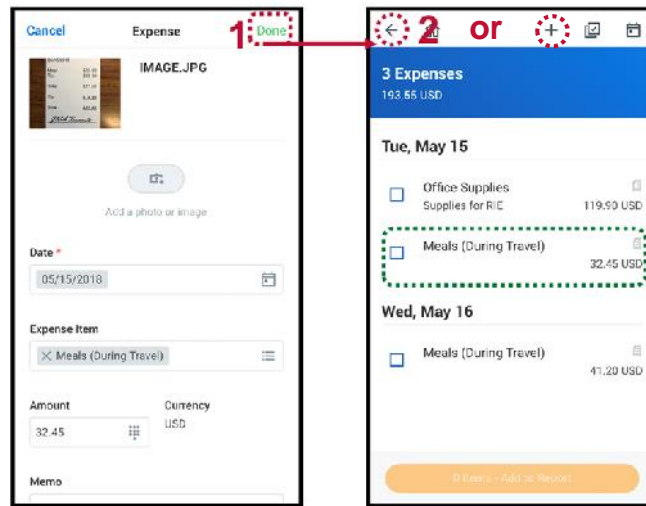 Cancel
Expense
1
Done
IMAGE.JPG
Add a photo or image
Date *
05/15/2018
Expense Item
Meals (During Travel)
Amount
Currency
32.45
USD
Memo
2 or
3 Expenses
193.55 USD
Tue, May 15
Office Supplies
Supplies for RIE
119.90 USD
Meals (During Travel)
32.45 USD
Wed, May 16
Meals (During Travel)
41.20 USD
0 Items - Add to Report